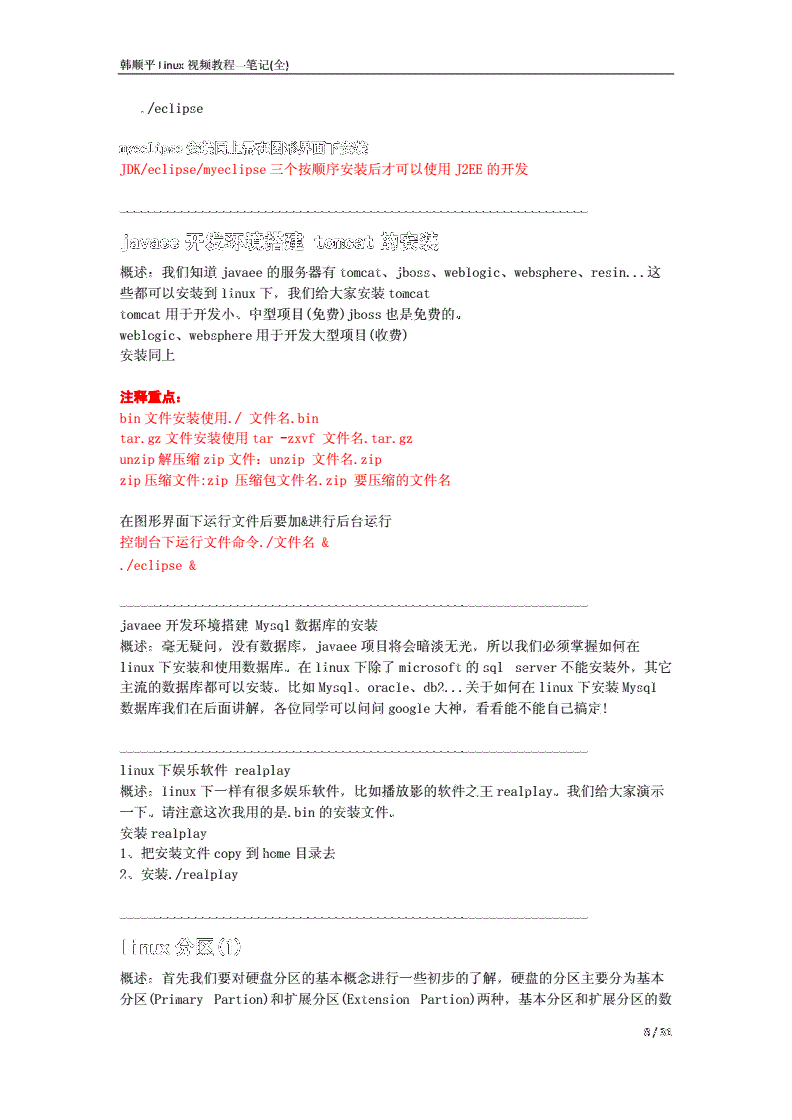 韩顺平 linux 视频教程—笔记(全)
./eclipse
myeclipse 安装同上需在图形界面下安装
JDK/eclipse/myeclipse 三个按顺序安装后才可以使用 J2EE 的开发
javaee 开发环境搭建 tomcat 的安装
概述：我们知道 javaee 的服务器有 tomcat、jboss、weblogic、websphere、resin...这
些都可以安装到 linux 下，我们给大家安装 tomcat
tomcat 用于开发小、中型项目(免费)jboss 也是免费的。
weblogic、websphere 用于开发大型项目(收费)
安装同上
注释重点：
bin 文件安装使用./ 文件名.bin
tar.gz 文件安装使用 tar -zxvf 文件名.tar.gz
unzip 解压缩 zip 文件：unzip 文件名.zip
zip 压缩文件:zip 压缩包文件名.zip 要压缩的文件名
在图形界面下运行文件后要加&进行后台运行
控制台下运行文件命令./文件名 &
./eclipse &
javaee 开发环境搭建 Mysql 数据库的安装
概述：毫无疑问，没有数据库，javaee 项目将会暗淡无光，所以我们必须掌握如何在
linux 下安装和使用数据库。在 linux 下除了 microsoft 的 sql server 不能安装外，其它
主流的数据库都可以安装。比如 Mysql、oracle、db2...关于如何在 linux 下安装 Mysql
数据库我们在后面讲解，各位同学可以问问 google 大神，看看能不能自己搞定!
linux 下娱乐软件 realplay
概述：linux 下一样有很多娱乐软件，比如播放影的软件之王 realplay。我们给大家演示
一下。请注意这次我用的是.bin 的安装文件。
安装 realplay
1、把安装文件 copy 到 home 目录去
2、安装./realplay
linux 分区(1)
概述：首先我们要对硬盘分区的基本概念进行一些初步的了解，硬盘的分区主要分为基本
分区(Primary Partion)和扩展分区(Extension Partion)两种，基本分区和扩展分区的数